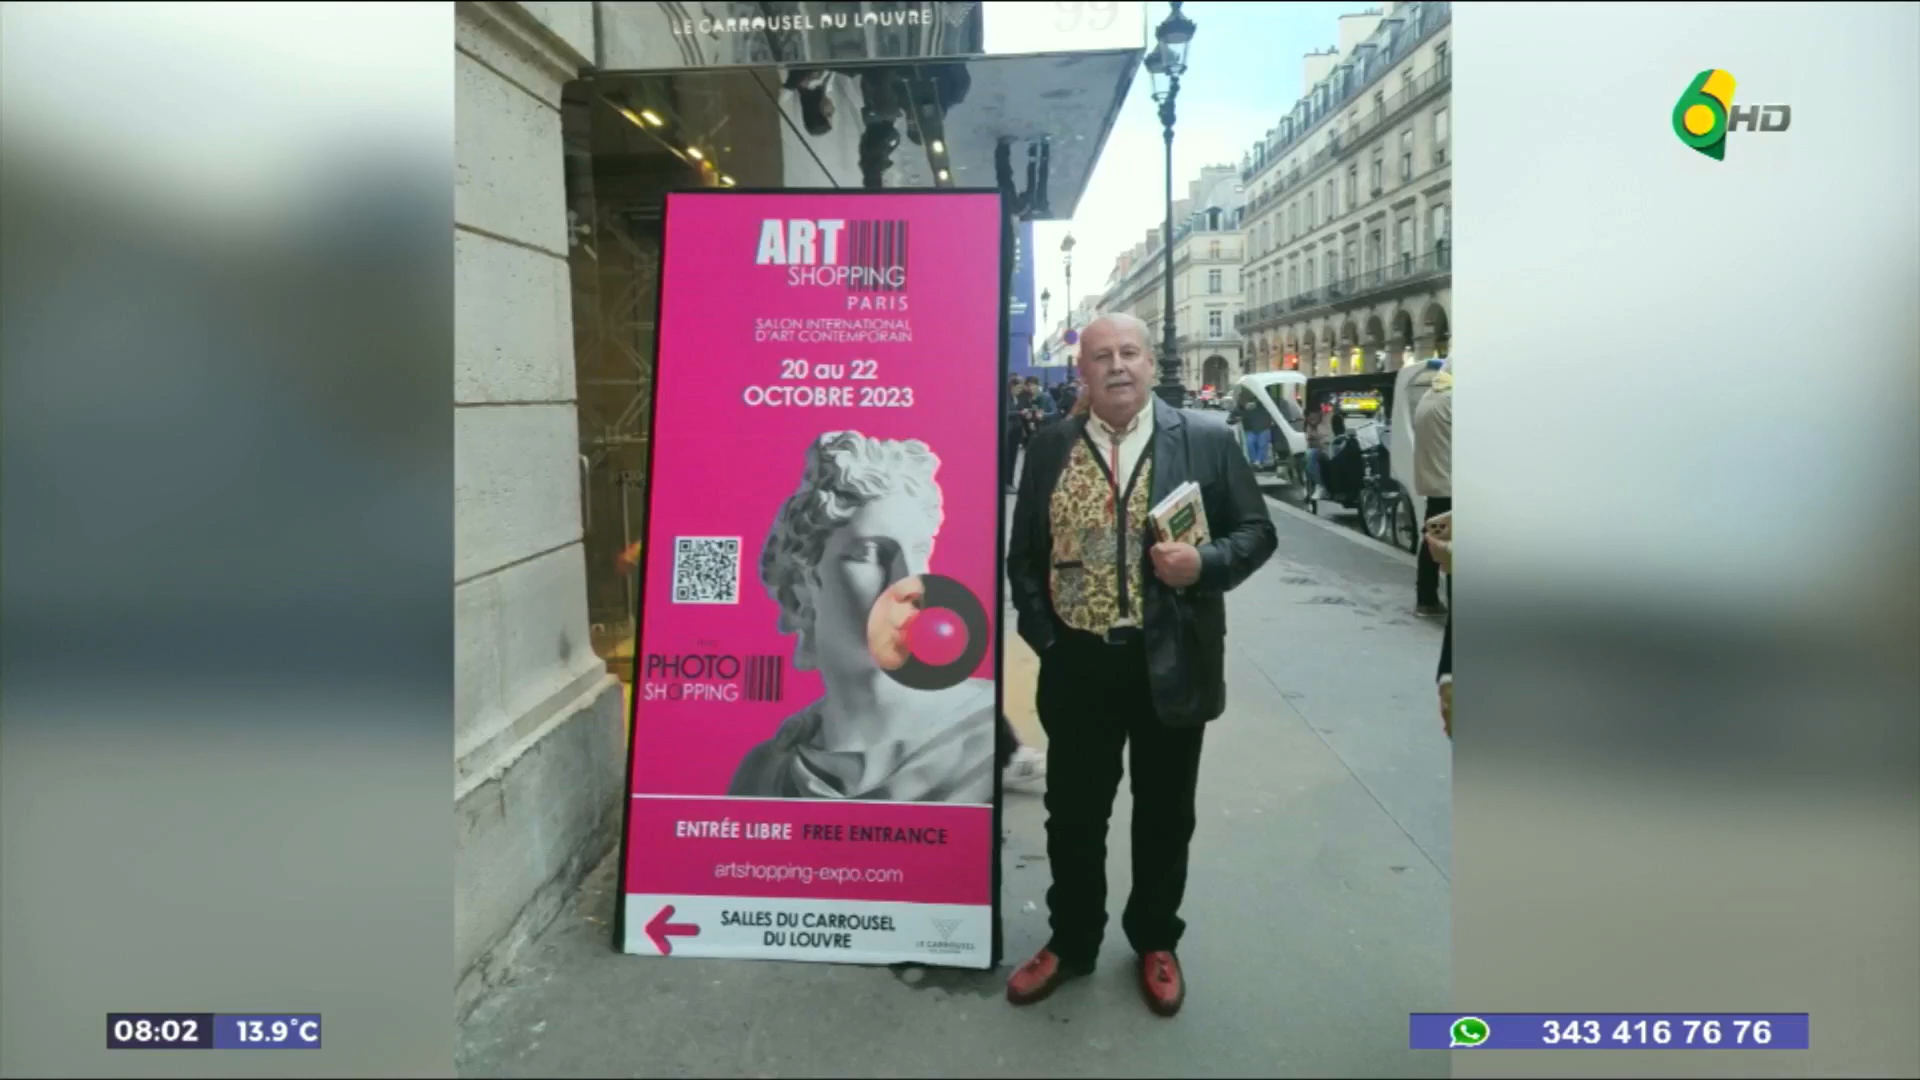 LE CARROUSEL DU LOUVRE
99
6HD
ART
SHOPPING
PARIS
SALON INTERNATIONAL
D'ART CONTEMPORAIN
20 au 22
OCTOBRE 2023
PHOTO
SHOPPING
ENTRÉE LIBRE FREE ENTRANCE
artshopping-expo.com
SALLES DU CARROUSEL
DU LOUVRE
LE CARROUSEL
08:02 13.9°C
343 416 76 76